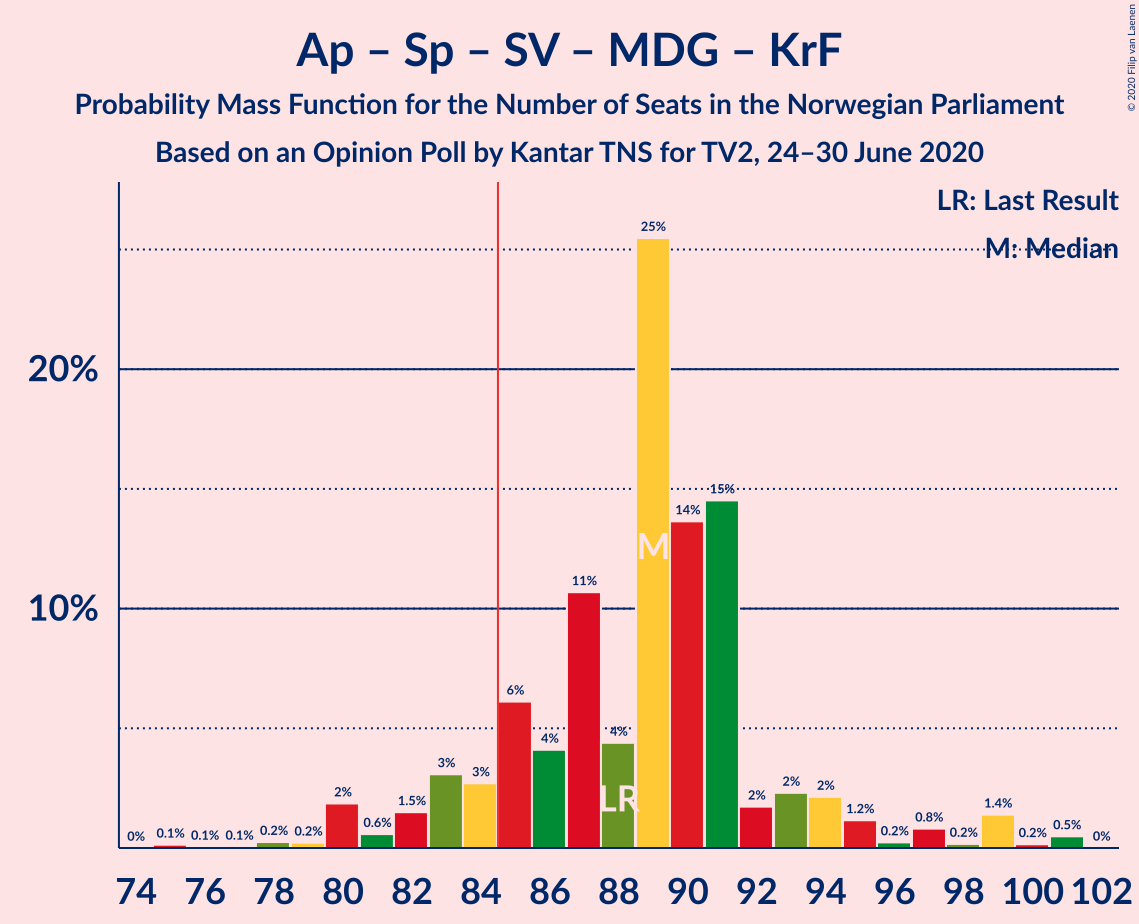 Ap – Sp – SV – MDG – KrF
Probability Mass Function for the Number of Seats in the Norwegian Parliament
Based on an Opinion Poll by Kantar TNS for TV2, 24–30 June 2020
© 2020 Filip van Laenen
LR: Last Result
M: Median
20%
10%
0% 0.1% 0.1% 0.1% 0.2% 0.2% 2% 0.6% 1.5% 3% 3% 6% 4% 11% 4% 25% 14% 15% 2% 2% 2% 1.2% 0.2% 0.8% 0.2% 1.4% 0.2% 0.5% 0%
M
LR
74 76 78 80 82 84 86 88 90 92 94 96 98 100 102